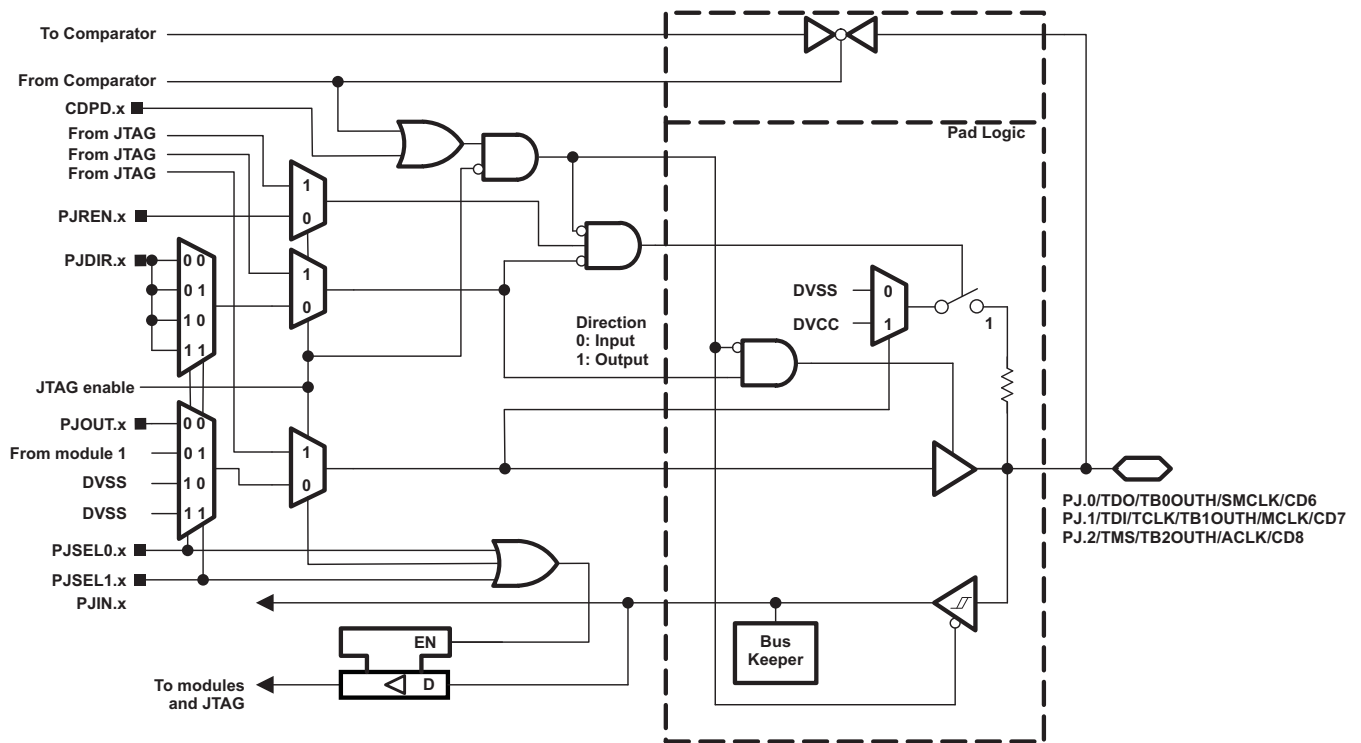 To Comparator
From Comparator
CDPD.x
From JTAG
From JTAG
From JTAG
Pad Logic
1
PJREN.x
0
PJDIR.x
0 0
0 1
1 0
1 1
1
0
DVSS
0
DVCC
1
1
Direction
0: Input
1: Output
JTAG enable
PJOUT.x
0 0
From module 1
0 1
DVSS
1 0
DVSS
1 1
1
0
PJ.0/TDO/TB0OUTH/SMCLK/CD6
PJ.1/TDI/TCLK/TB1OUTH/MCLK/CD7
PJ.2/TMS/TB2OUTH/ACLK/CD8
PJSEL0.x
PJSEL1.x
PJIN.x
EN
D
Bus
Keeper
To modules
and JTAG